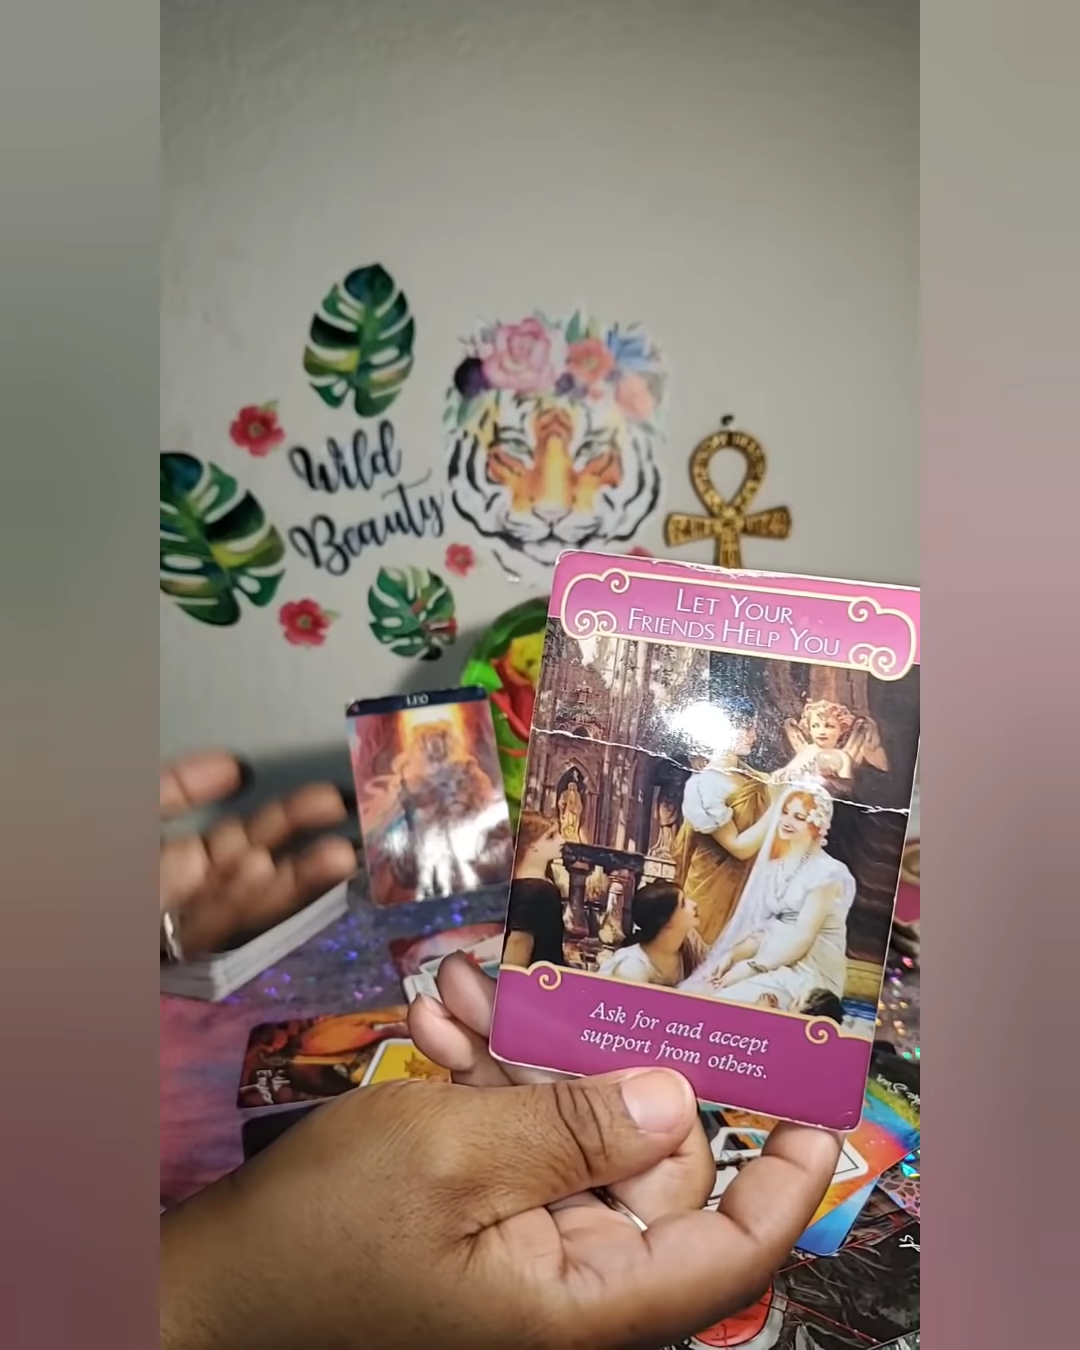 Wild
Beauty
LET YOUR
FRIENDS HELP YOU
LEO
Ask for and accept
support from others.